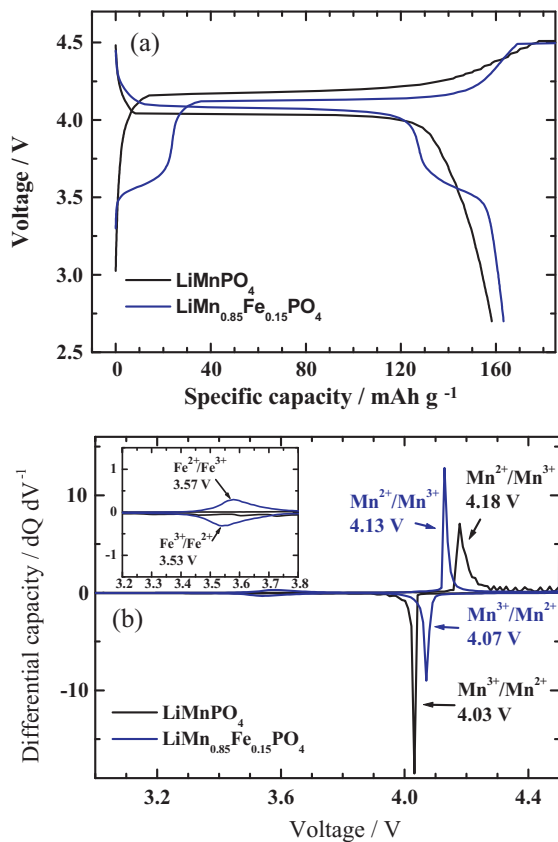 (a)
4.5
4.0
3.5
3.0
2.5
Voltage / V
LiMnPO₄
LiMn₀.₈₅Fe₀.₁₅PO₄
0 40 80 120 160
Specific capacity / mAh g ⁻¹
Fe²⁺/Fe³⁺
3.57 V
Fe³⁺/Fe²⁺
3.53 V
1
0
-1
3.2 3.3 3.4 3.5 3.6 3.7 3.8
Mn²⁺/Mn³⁺
4.13 V
Mn²⁺/Mn³⁺
4.18 V
Mn³⁺/Mn²⁺
4.07 V
Mn³⁺/Mn²⁺
4.03 V
(b)
10
0
-10
Differential capacity / dQ dV⁻¹
LiMnPO₄
LiMn₀.₈₅Fe₀.₁₅PO₄
3.2 3.6 4.0 4.4
Voltage / V